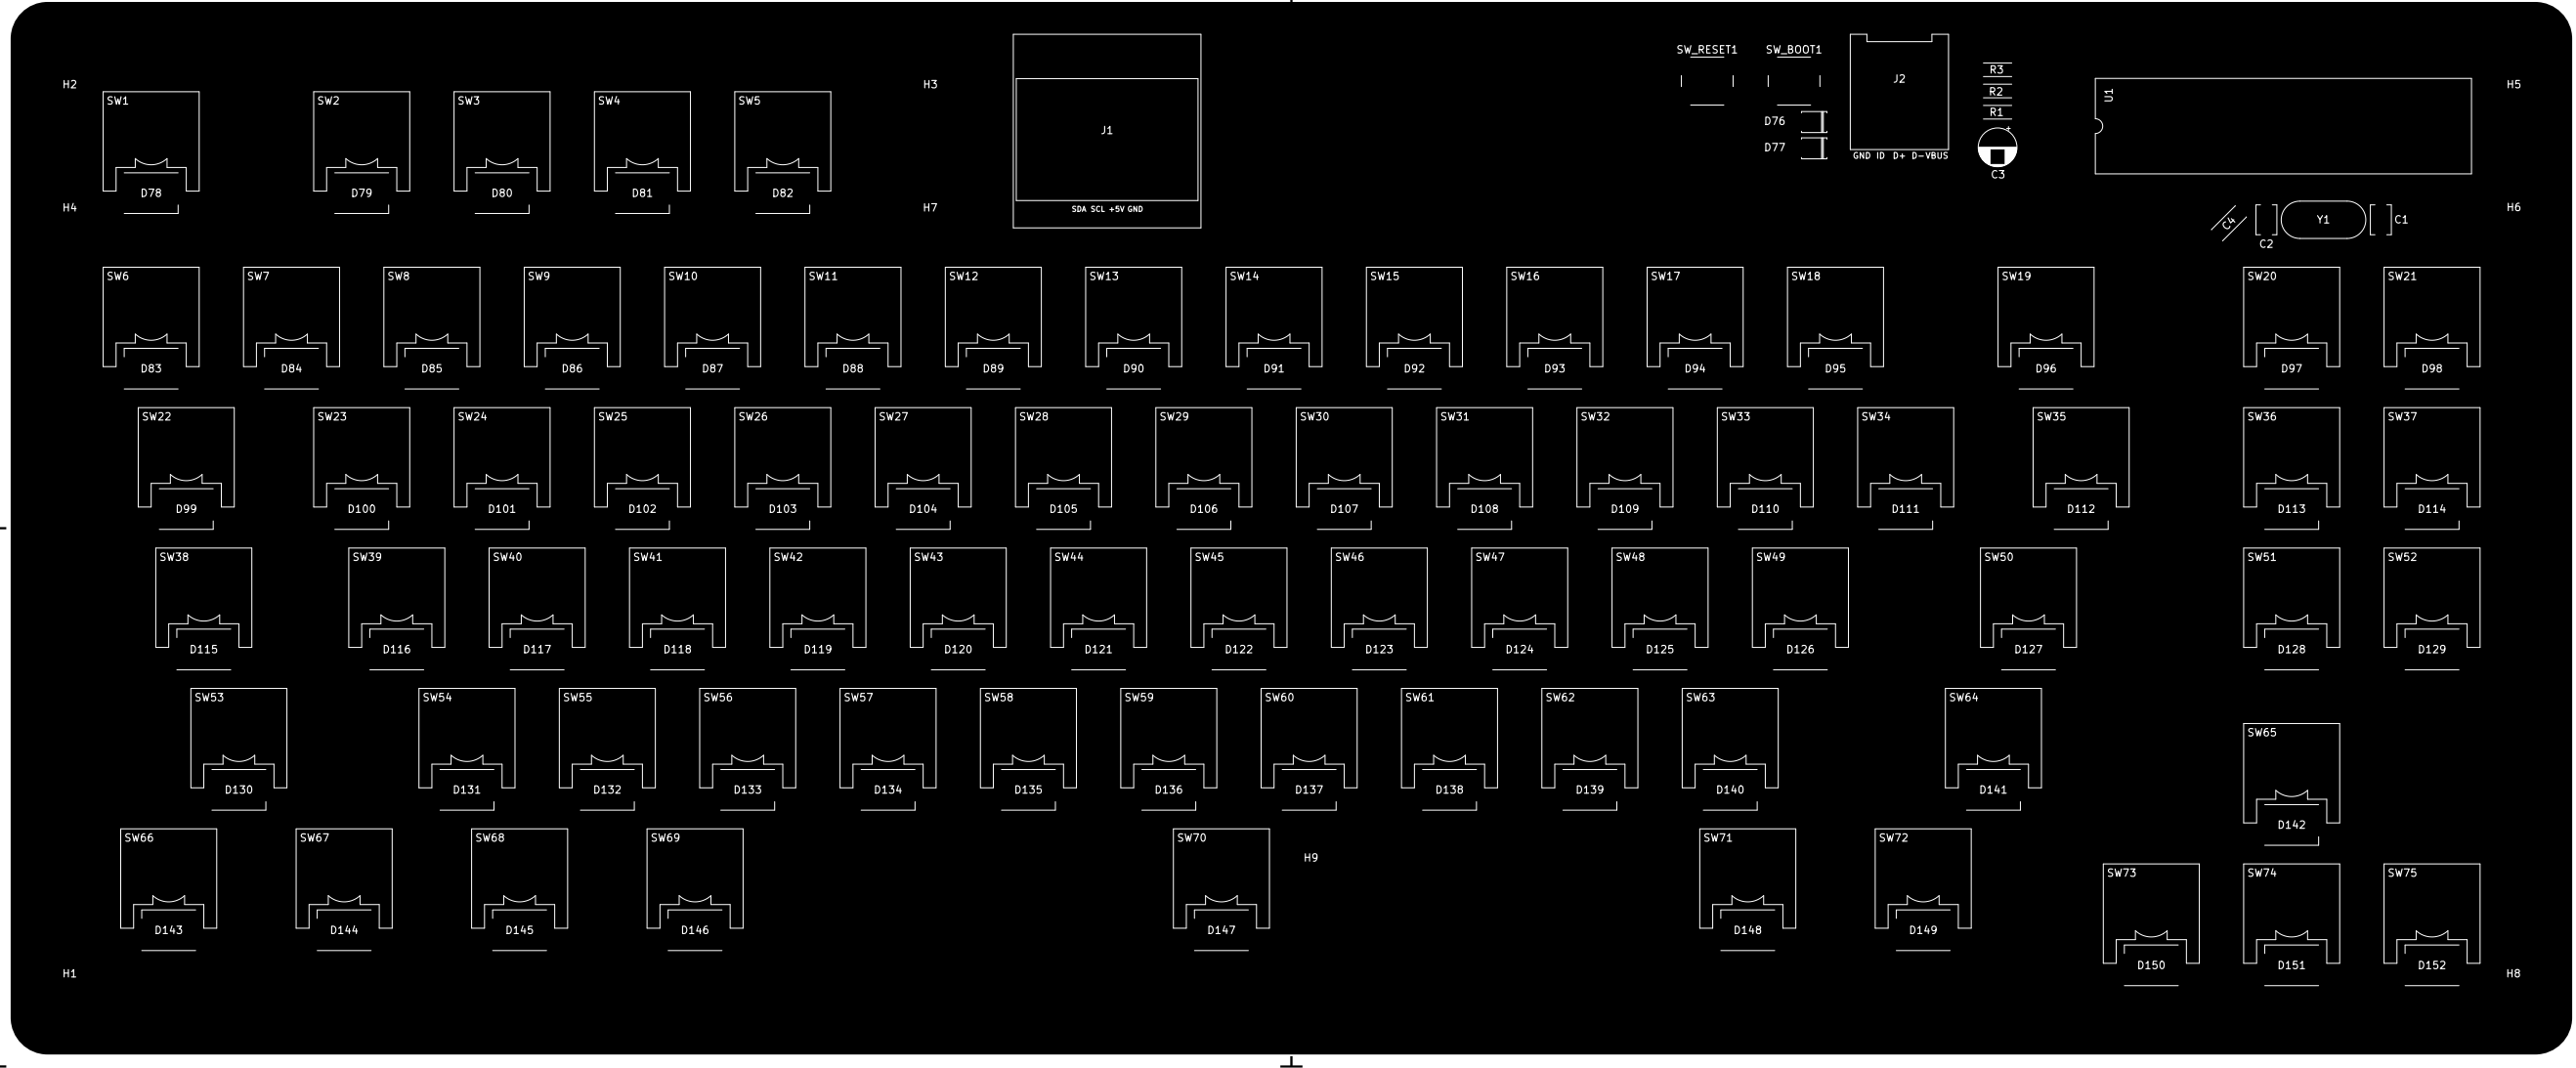 SW_RESET1 SW_BOOT1
H2 H3 J2 R3 H5
SW1 SW2 SW3 SW4 SW5 R2 U1
R1
J1 D76
D77
GND ID D+ D-VBUS
C3
D78 D79 D80 D81 D82
H4 H7 SDA SCL +5V GND H6
C4 Y1 C1
C2
SW6 SW7 SW8 SW9 SW10 SW11 SW12 SW13 SW14 SW15 SW16 SW17 SW18 SW19 SW20 SW21
D83 D84 D85 D86 D87 D88 D89 D90 D91 D92 D93 D94 D95 D96 D97 D98
SW22 SW23 SW24 SW25 SW26 SW27 SW28 SW29 SW30 SW31 SW32 SW33 SW34 SW35 SW36 SW37
D99 D100 D101 D102 D103 D104 D105 D106 D107 D108 D109 D110 D111 D112 D113 D114
SW38 SW39 SW40 SW41 SW42 SW43 SW44 SW45 SW46 SW47 SW48 SW49 SW50 SW51 SW52
D115 D116 D117 D118 D119 D120 D121 D122 D123 D124 D125 D126 D127 D128 D129
SW53 SW54 SW55 SW56 SW57 SW58 SW59 SW60 SW61 SW62 SW63 SW64
SW65
D130 D131 D132 D133 D134 D135 D136 D137 D138 D139 D140 D141
D142
SW66 SW67 SW68 SW69 SW70 SW71 SW72
H9
SW73 SW74 SW75
D143 D144 D145 D146 D147 D148 D149
D150 D151 D152
H1 H8